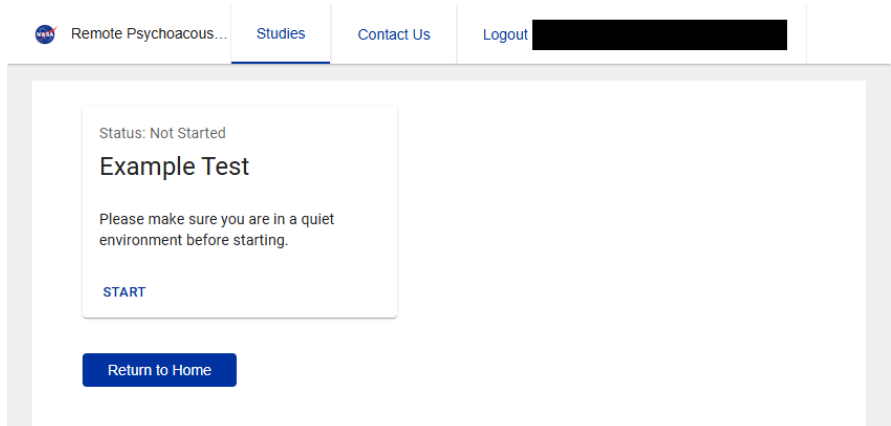 NASA
Remote Psychoacous...
Studies
Contact Us
Logout
Status: Not Started
Example Test
Please make sure you are in a quiet
environment before starting.
START
Return to Home